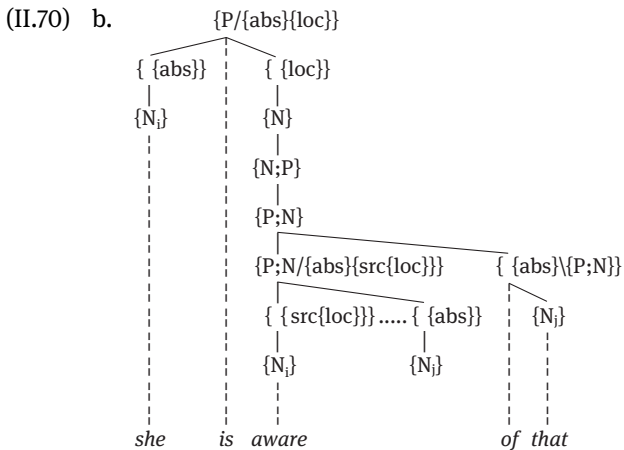 (II.70) b. {P/{abs}{loc}}
{ {abs}} { {loc}}
{Nᵢ} {N}
{N;P}
{P;N}
{P;N/{abs}{src{loc}}} { {abs}\{P;N}}
{ {src{loc}}} ..... { {abs}} {Nⱼ}
{Nᵢ} {Nⱼ}
she is aware of that